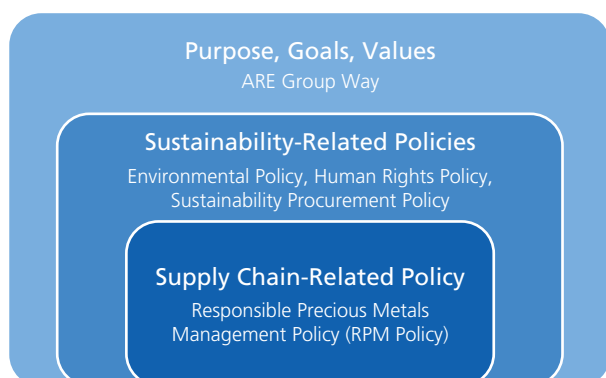 Purpose, Goals, Values
ARE Group Way
Sustainability-Related Policies
Environmental Policy, Human Rights Policy,
Sustainability Procurement Policy
Supply Chain-Related Policy
Responsible Precious Metals
Management Policy (RPM Policy)